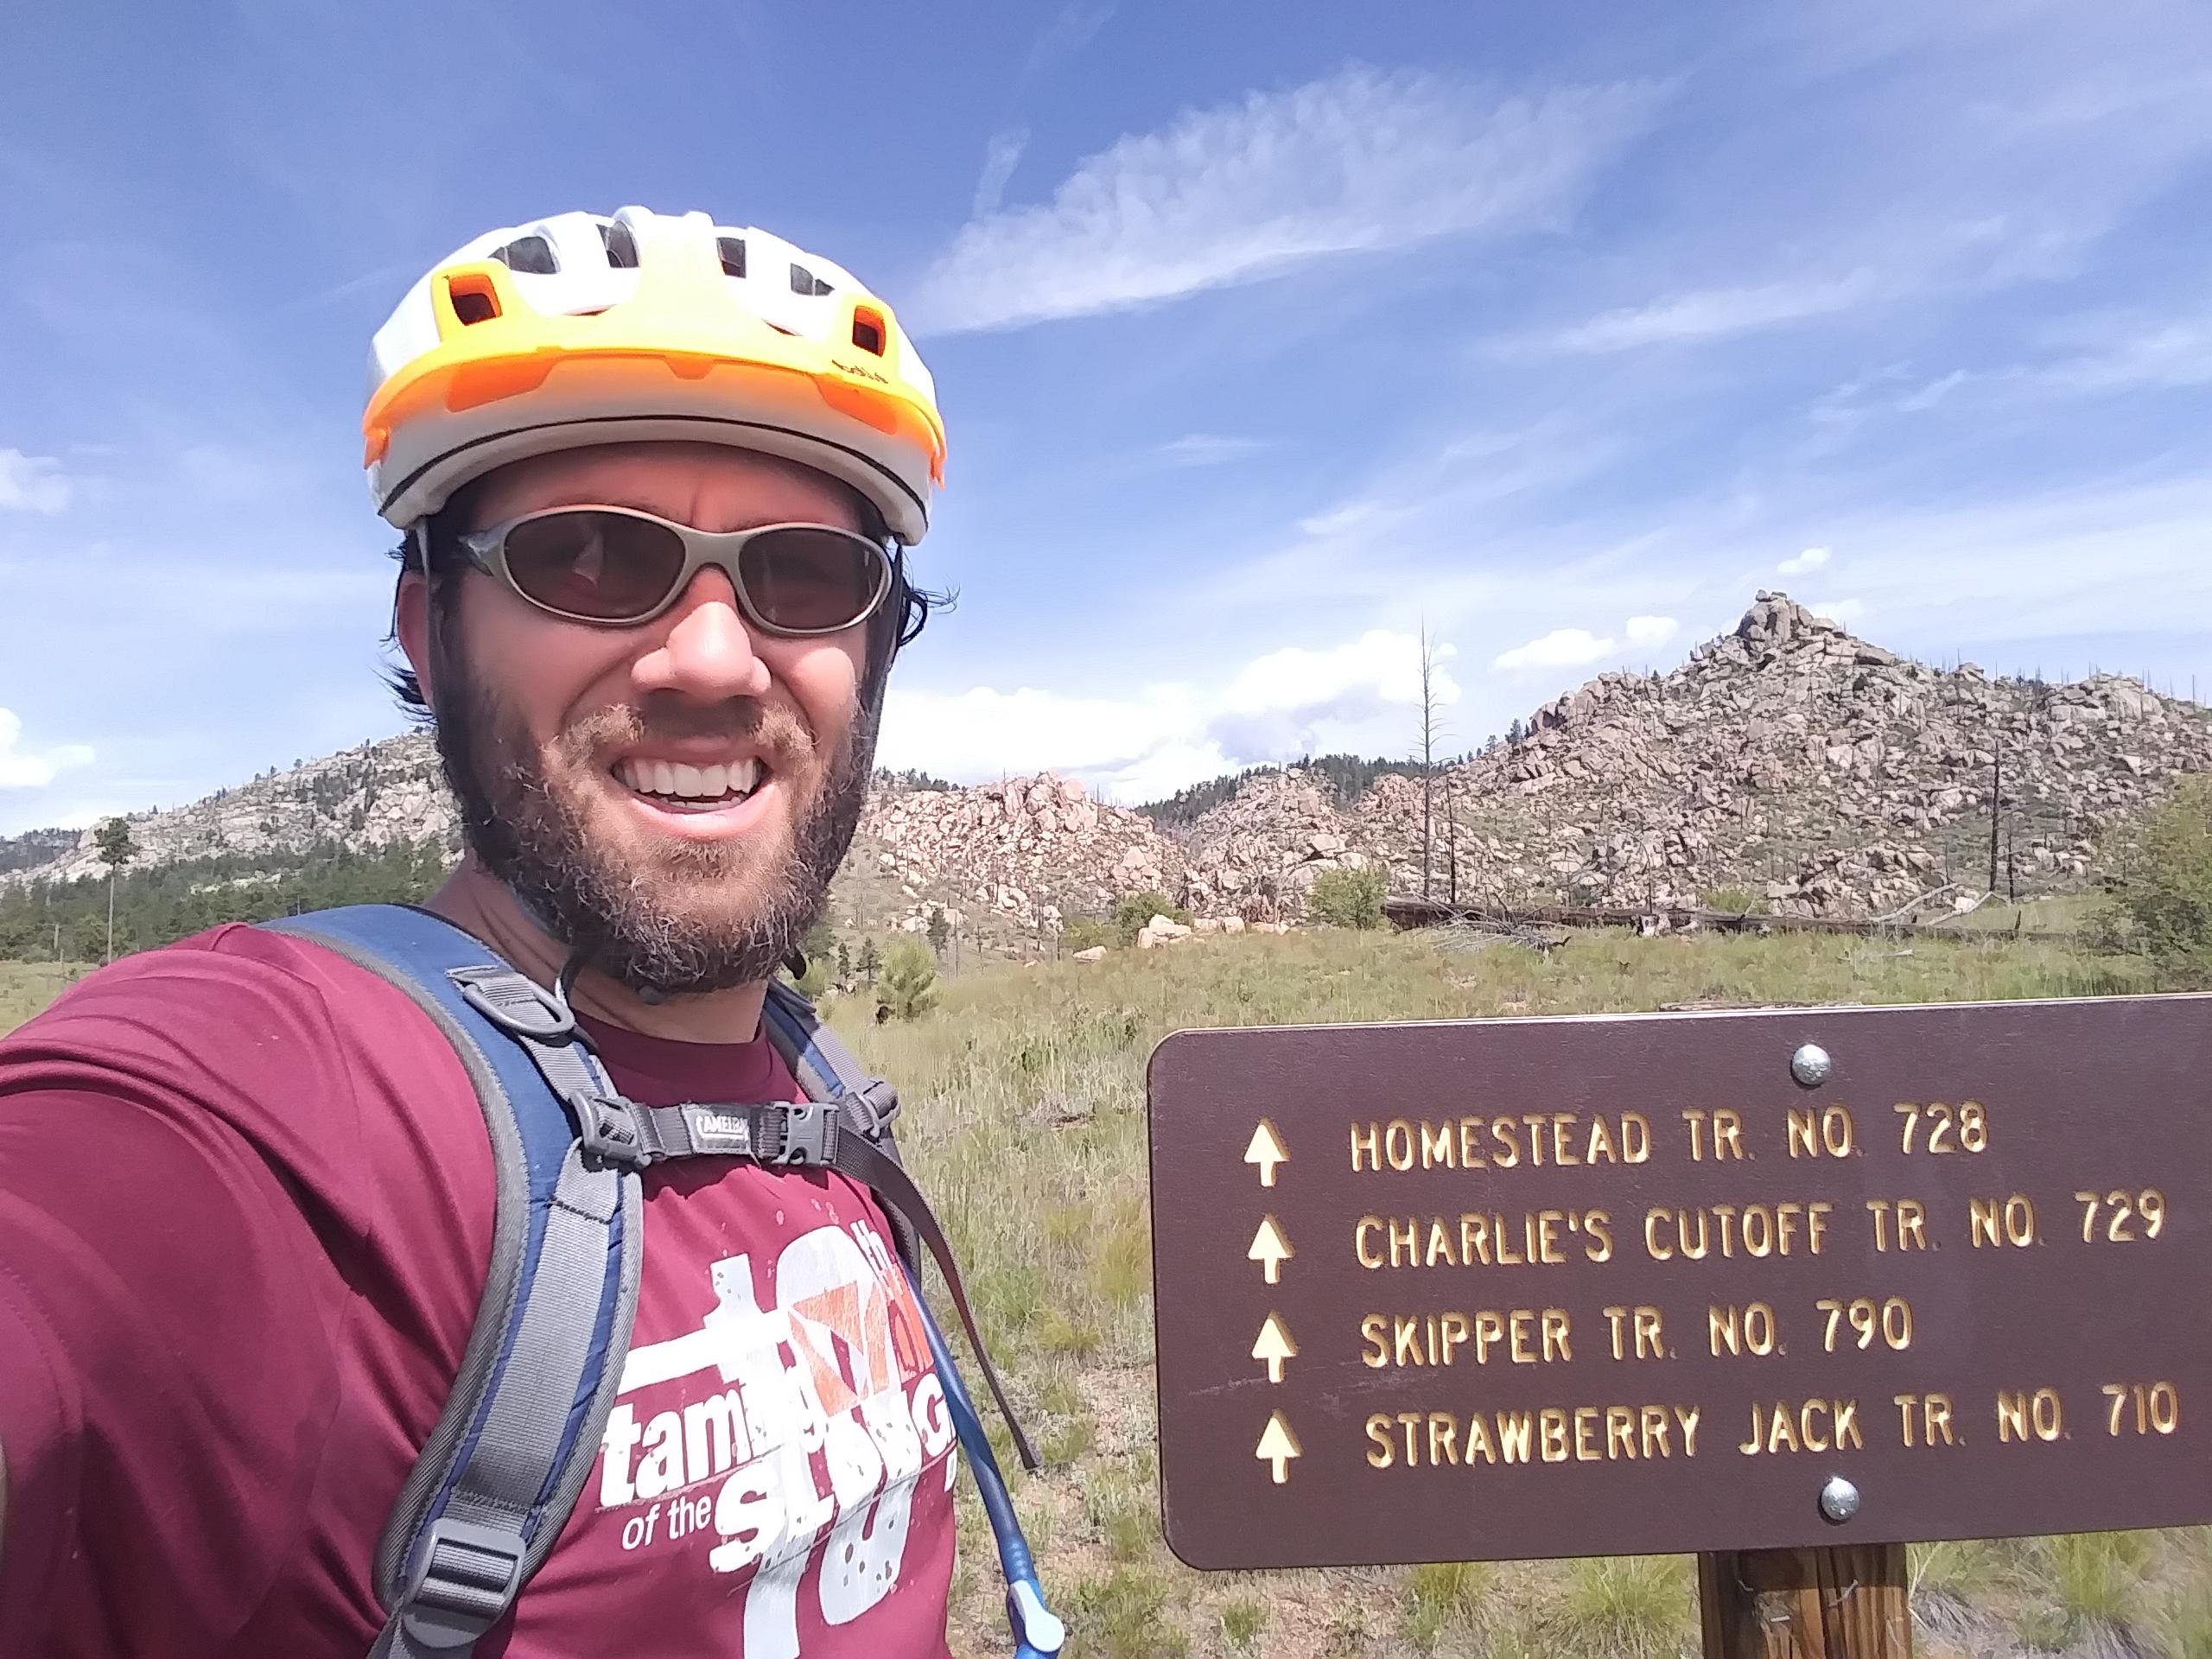 HOMESTEAD TR. NO. 728
CHARLIE'S CUTOFF TR. NO. 729
SKIPPER TR. NO. 790
STRAWBERRY JACK TR. NO. 710
of the